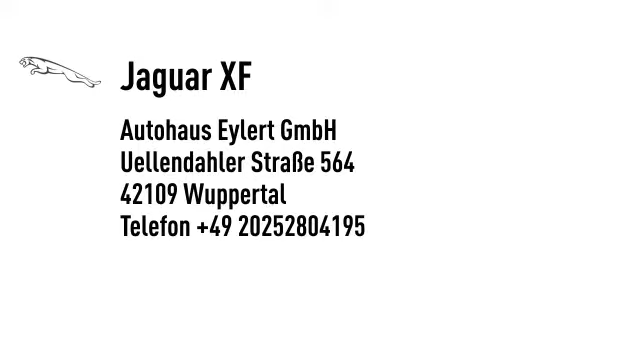 Jaguar XF
Autohaus Eylert GmbH
Uellendahler Straße 564
42109 Wuppertal
Telefon +49 20252804195